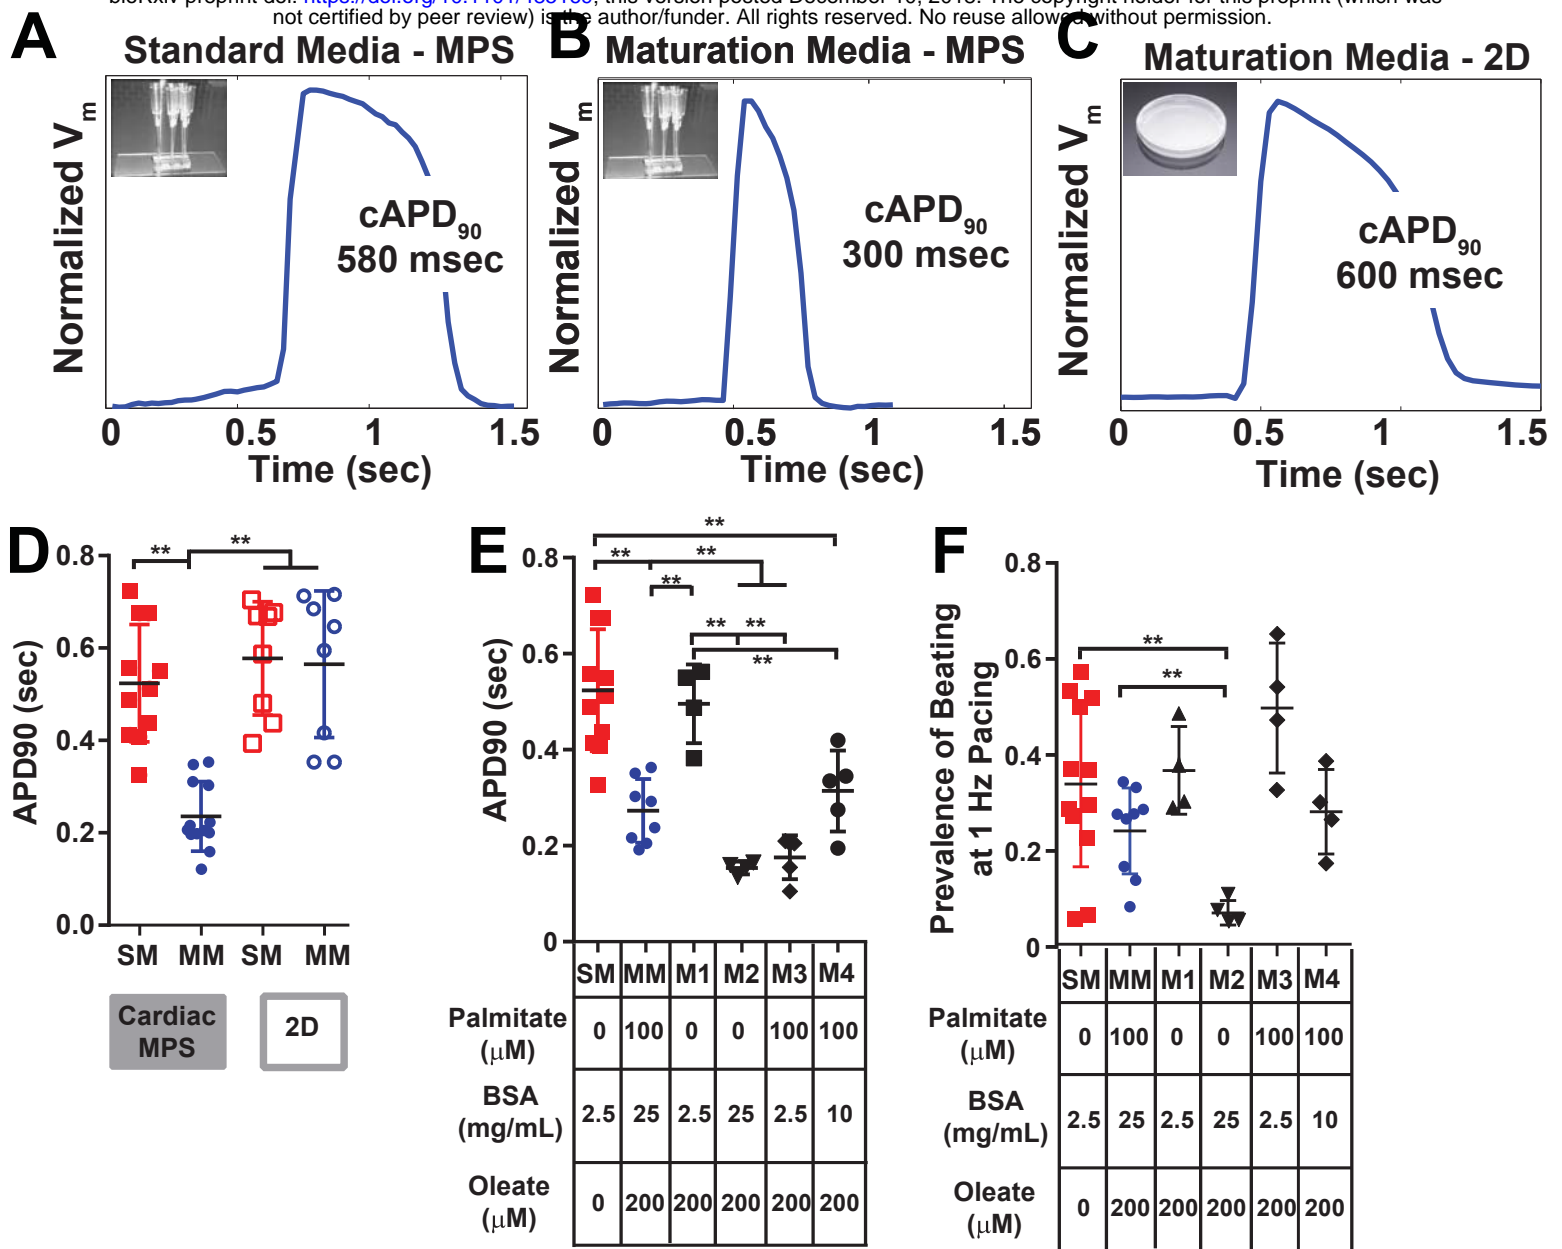 not certified by peer review) is the author/funder. All rights reserved. No reuse allowed without permission.
A
Standard Media - MPS
Normalized Vm
cAPD90
580 msec
0 0.5 1 1.5
Time (sec)
B
Maturation Media - MPS
Normalized Vm
cAPD90
300 msec
0 0.5 1 1.5
Time (sec)
C
Maturation Media - 2D
Normalized Vm
cAPD90
600 msec
0 0.5 1 1.5
Time (sec)
D
APD90 (sec)
0.8
0.6
0.4
0.2
0.0
** **
SM MM SM MM
Cardiac
MPS
2D
E
APD90 (sec)
0.8
0.6
0.4
0.2
0
**
** **
**
** **
**
SM MM M1 M2 M3 M4
Palmitate
(μM)
0 100 0 0 100 100
BSA
(mg/mL)
2.5 25 2.5 25 2.5 10
Oleate
(μM)
0 200 200 200 200 200
F
Prevalence of Beating
at 1 Hz Pacing
0.8
0.6
0.4
0.2
0
**
**
SM MM M1 M2 M3 M4
Palmitate
(μM)
0 100 0 0 100 100
BSA
(mg/mL)
2.5 25 2.5 25 2.5 10
Oleate
(μM)
0 200 200 200 200 200